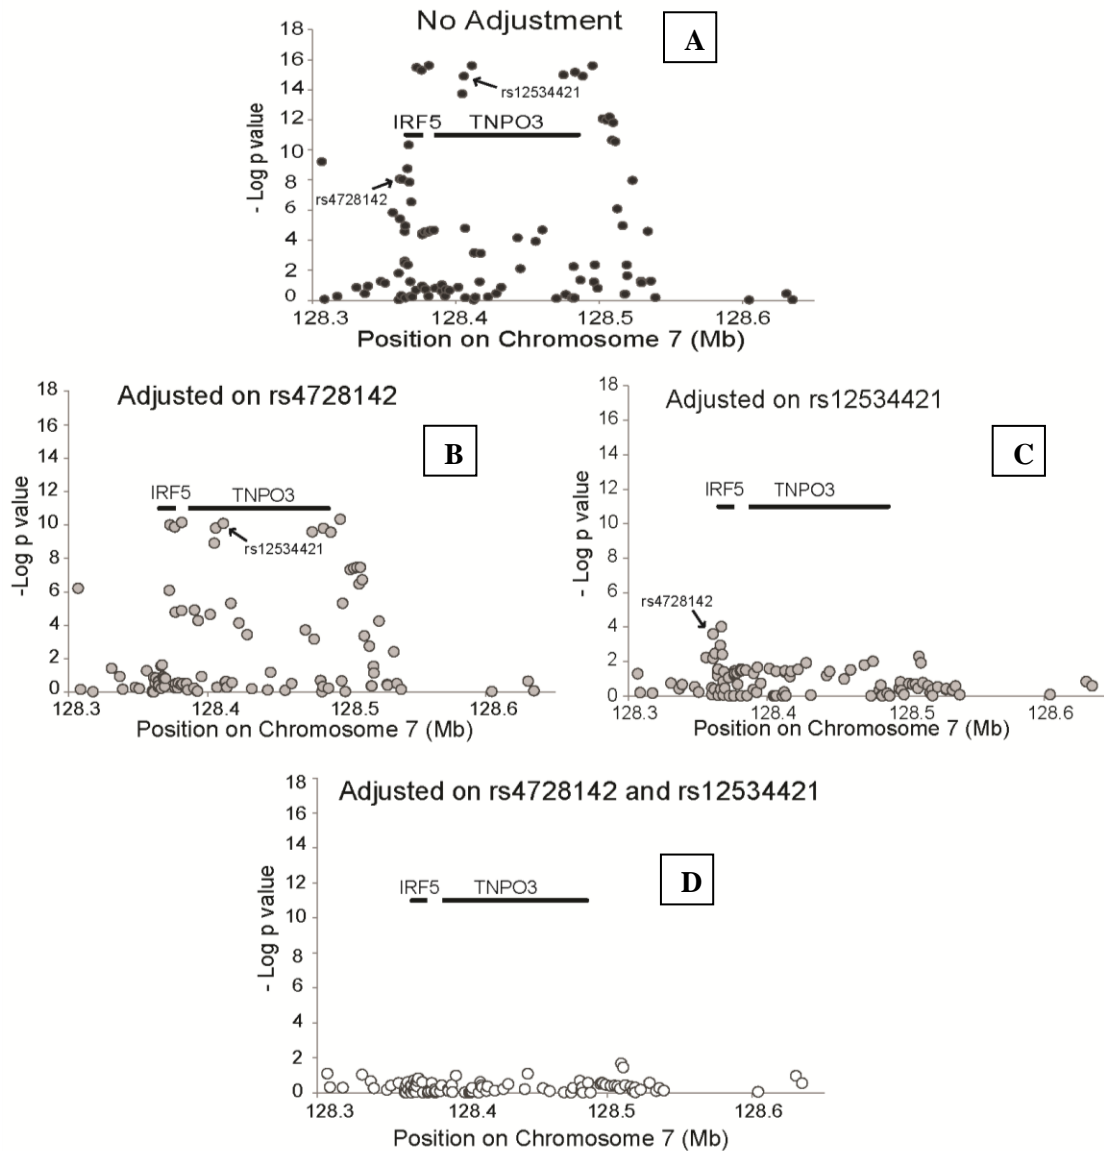 No Adjustment
A
18
16
14
12
10
8
6
4
2
0
- Log p value
rs12534421
IRF5 TNPO3
rs4728142
128.3 128.4 128.5 128.6
Position on Chromosome 7 (Mb)
Adjusted on rs4728142
B
18
16
14
12
10
8
6
4
2
0
-Log p value
IRF5 TNPO3
rs12534421
128.3 128.4 128.5 128.6
Position on Chromosome 7 (Mb)
Adjusted on rs12534421
C
18
16
14
12
10
8
6
4
2
0
- Log p value
IRF5 TNPO3
rs4728142
128.3 128.4 128.5 128.6
Position on Chromosome 7 (Mb)
Adjusted on rs4728142 and rs12534421
D
18
16
14
12
10
8
6
4
2
0
- Log p value
IRF5 TNPO3
128.3 128.4 128.5 128.6
Position on Chromosome 7 (Mb)